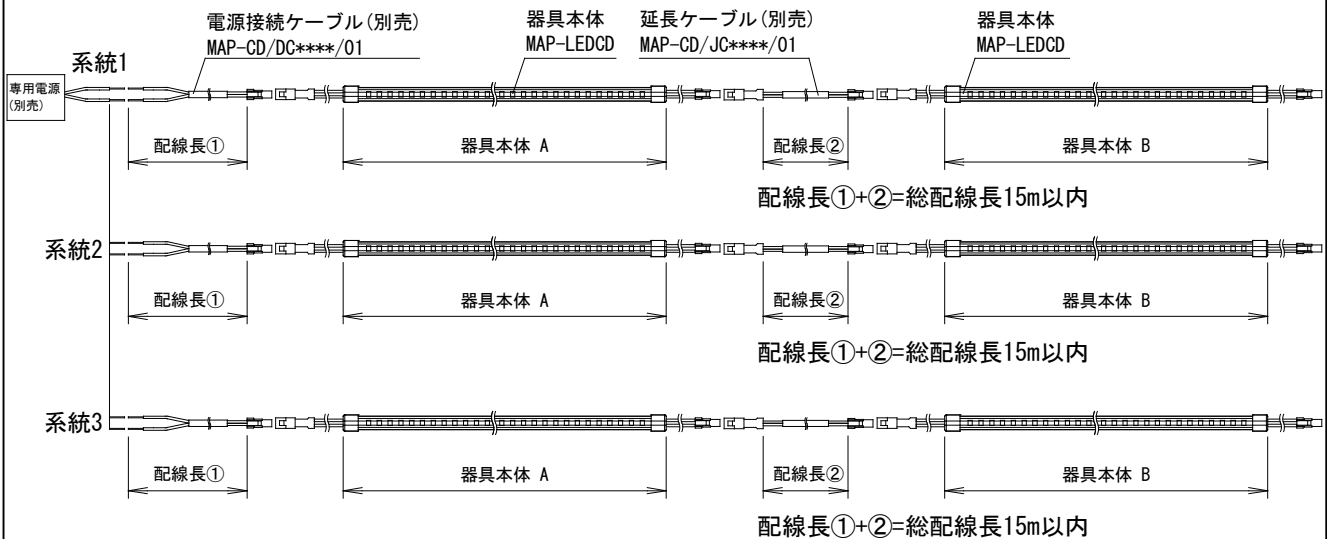 電源接続ケーブル(別売)
MAP-CD/DC****/01
器具本体
MAP-LEDCD
延長ケーブル(別売)
MAP-CD/JC****/01
器具本体
MAP-LEDCD
系統1
専用電源
(別売)
配線長①
器具本体 A
配線長②
器具本体 B
配線長①+②=総配線長15m以内
系統2
配線長①
器具本体 A
配線長②
器具本体 B
配線長①+②=総配線長15m以内
系統3
配線長①
器具本体 A
配線長②
器具本体 B
配線長①+②=総配線長15m以内